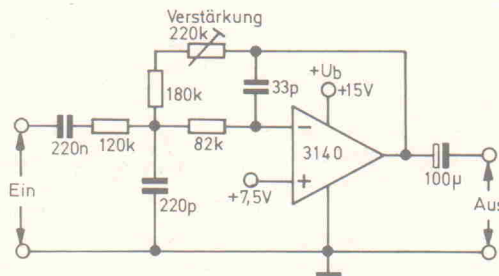 Verstärkung
220k
+Ub
180k
33p
+15V
220n
120k
82k
−
3140
+7,5V
+
100µ
Ein
220p
Aus